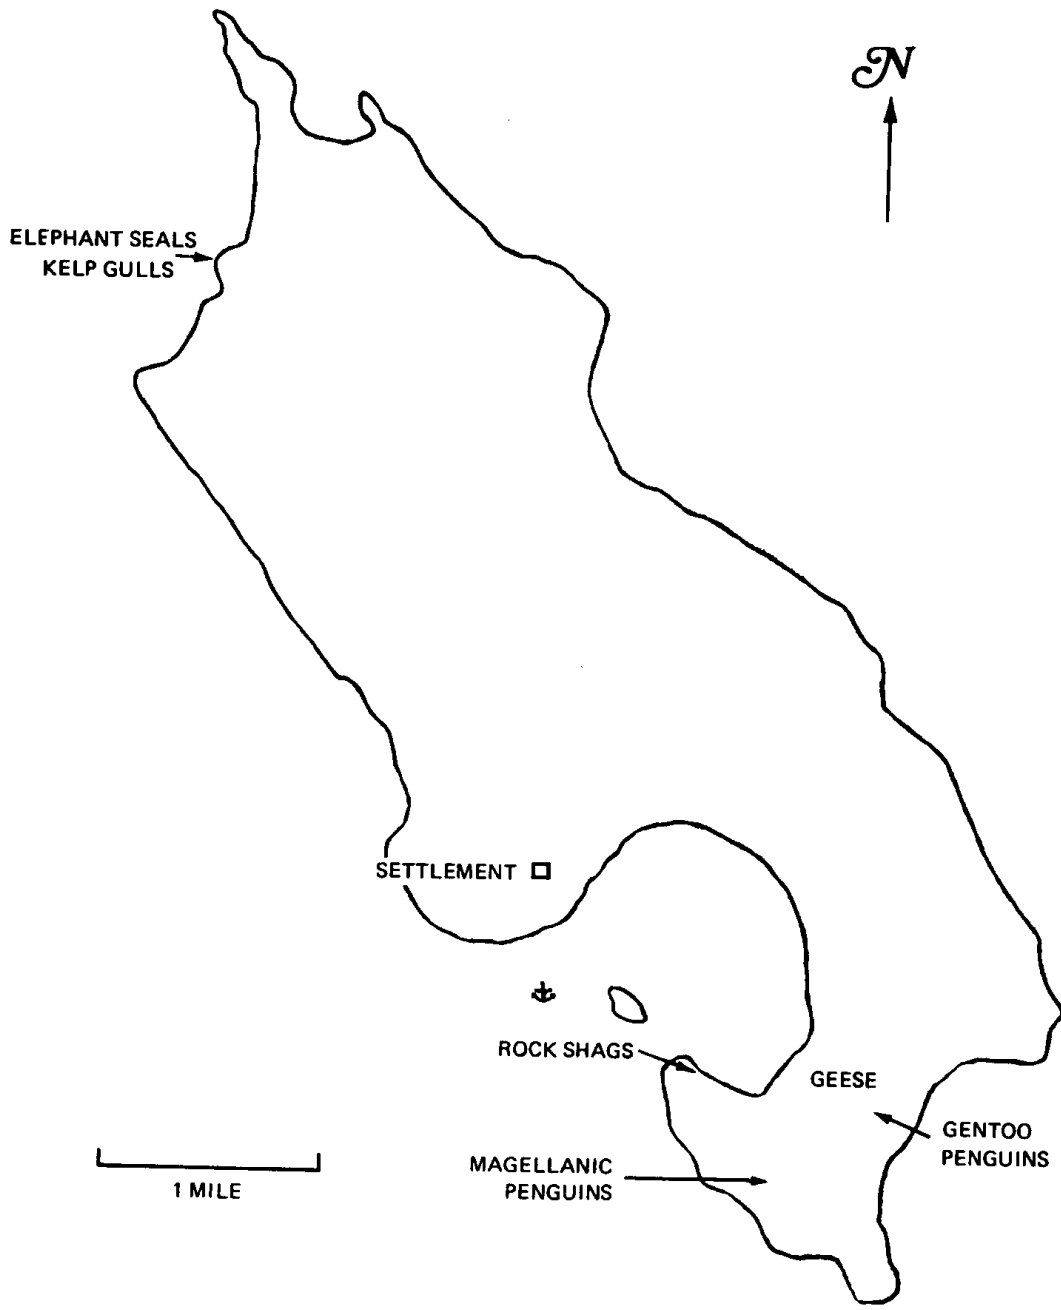 N
ELEPHANT SEALS
KELP GULLS
SETTLEMENT
ROCK SHAGS
GEESE
GENTOO
PENGUINS
MAGELLANIC
PENGUINS
1 MILE